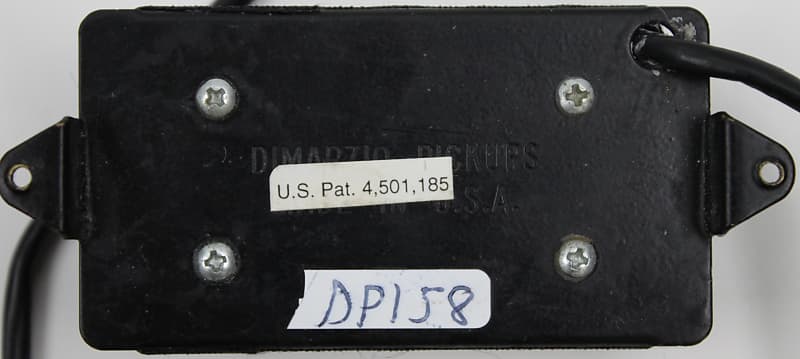 DIMARZIO PICKUPS
U.S. Pat. 4,501,185
MADE IN U.S.A.
DP158